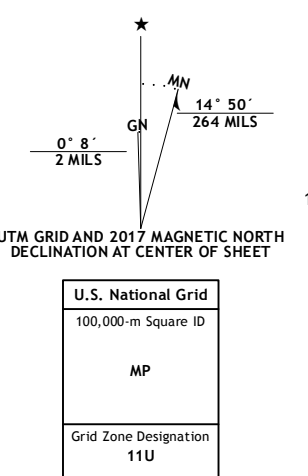 ★
MN
GN
14° 50´
264 MILS
0° 8´
2 MILS
UTM GRID AND 2017 MAGNETIC NORTH
DECLINATION AT CENTER OF SHEET
U.S. National Grid
100,000-m Square ID
MP
Grid Zone Designation
11U